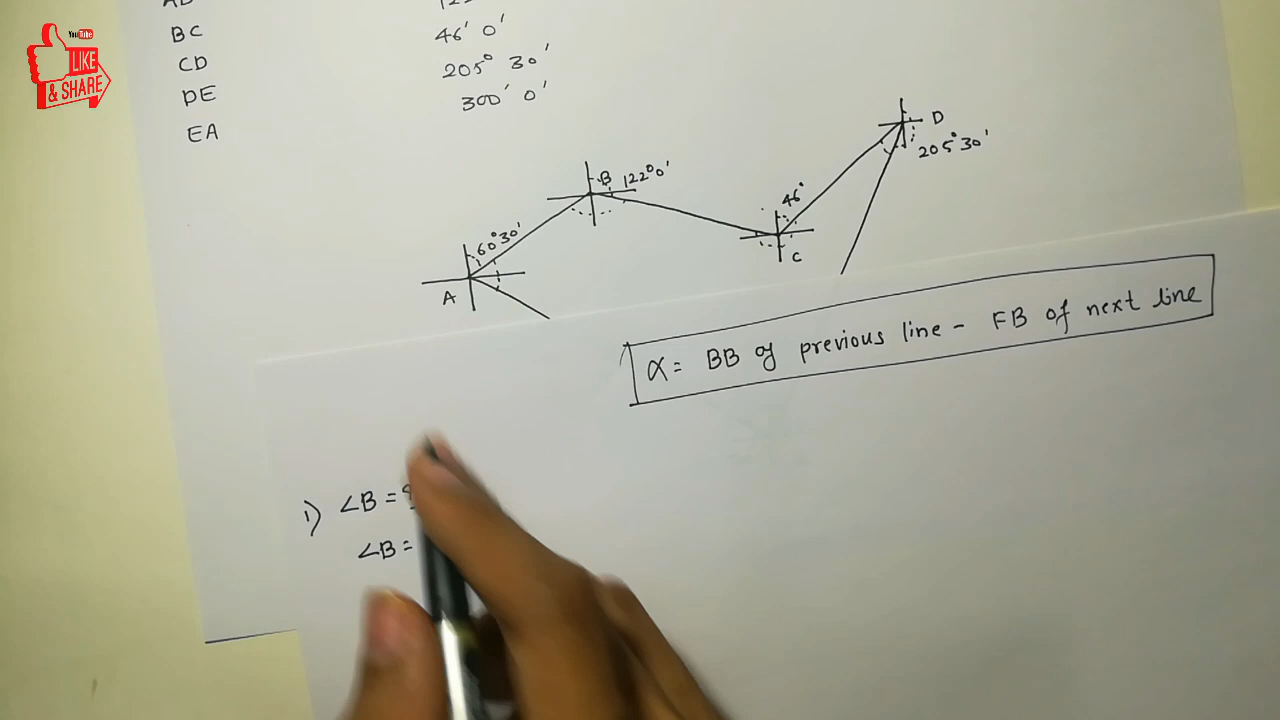 YouTube
LIKE
& SHARE
BC 46' 0'
CD 205° 30'
DE 300' 0'
EA
D
205°30'
B 122°0'
46°
60°30'
C
A
α = BB of previous line - FB of next line
1) ∠B =
∠B =